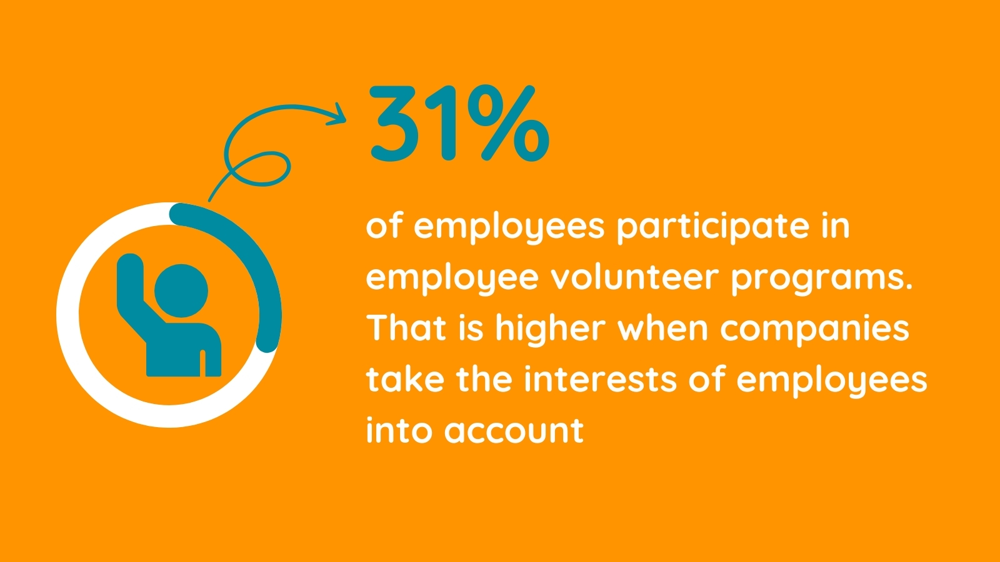 31%
of employees participate in
employee volunteer programs.
That is higher when companies
take the interests of employees
into account